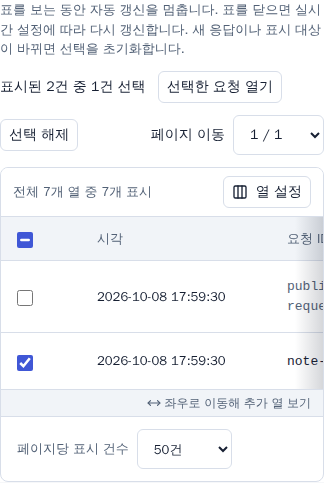 표를 보는 동안 자동 갱신을 멈춥니다. 표를 닫으면 실시
간 설정에 따라 다시 갱신합니다. 새 응답이나 표시 대상
이 바뀌면 선택을 초기화합니다.
표시된 2건 중 1건 선택 선택한 요청 열기
선택 해제 페이지 이동 1 / 1
전체 7개 열 중 7개 표시 열 설정
시각 요청 ID
2026-10-08 17:59:30 publi
reque
2026-10-08 17:59:30 note-
좌우로 이동해 추가 열 보기
페이지당 표시 건수 50건